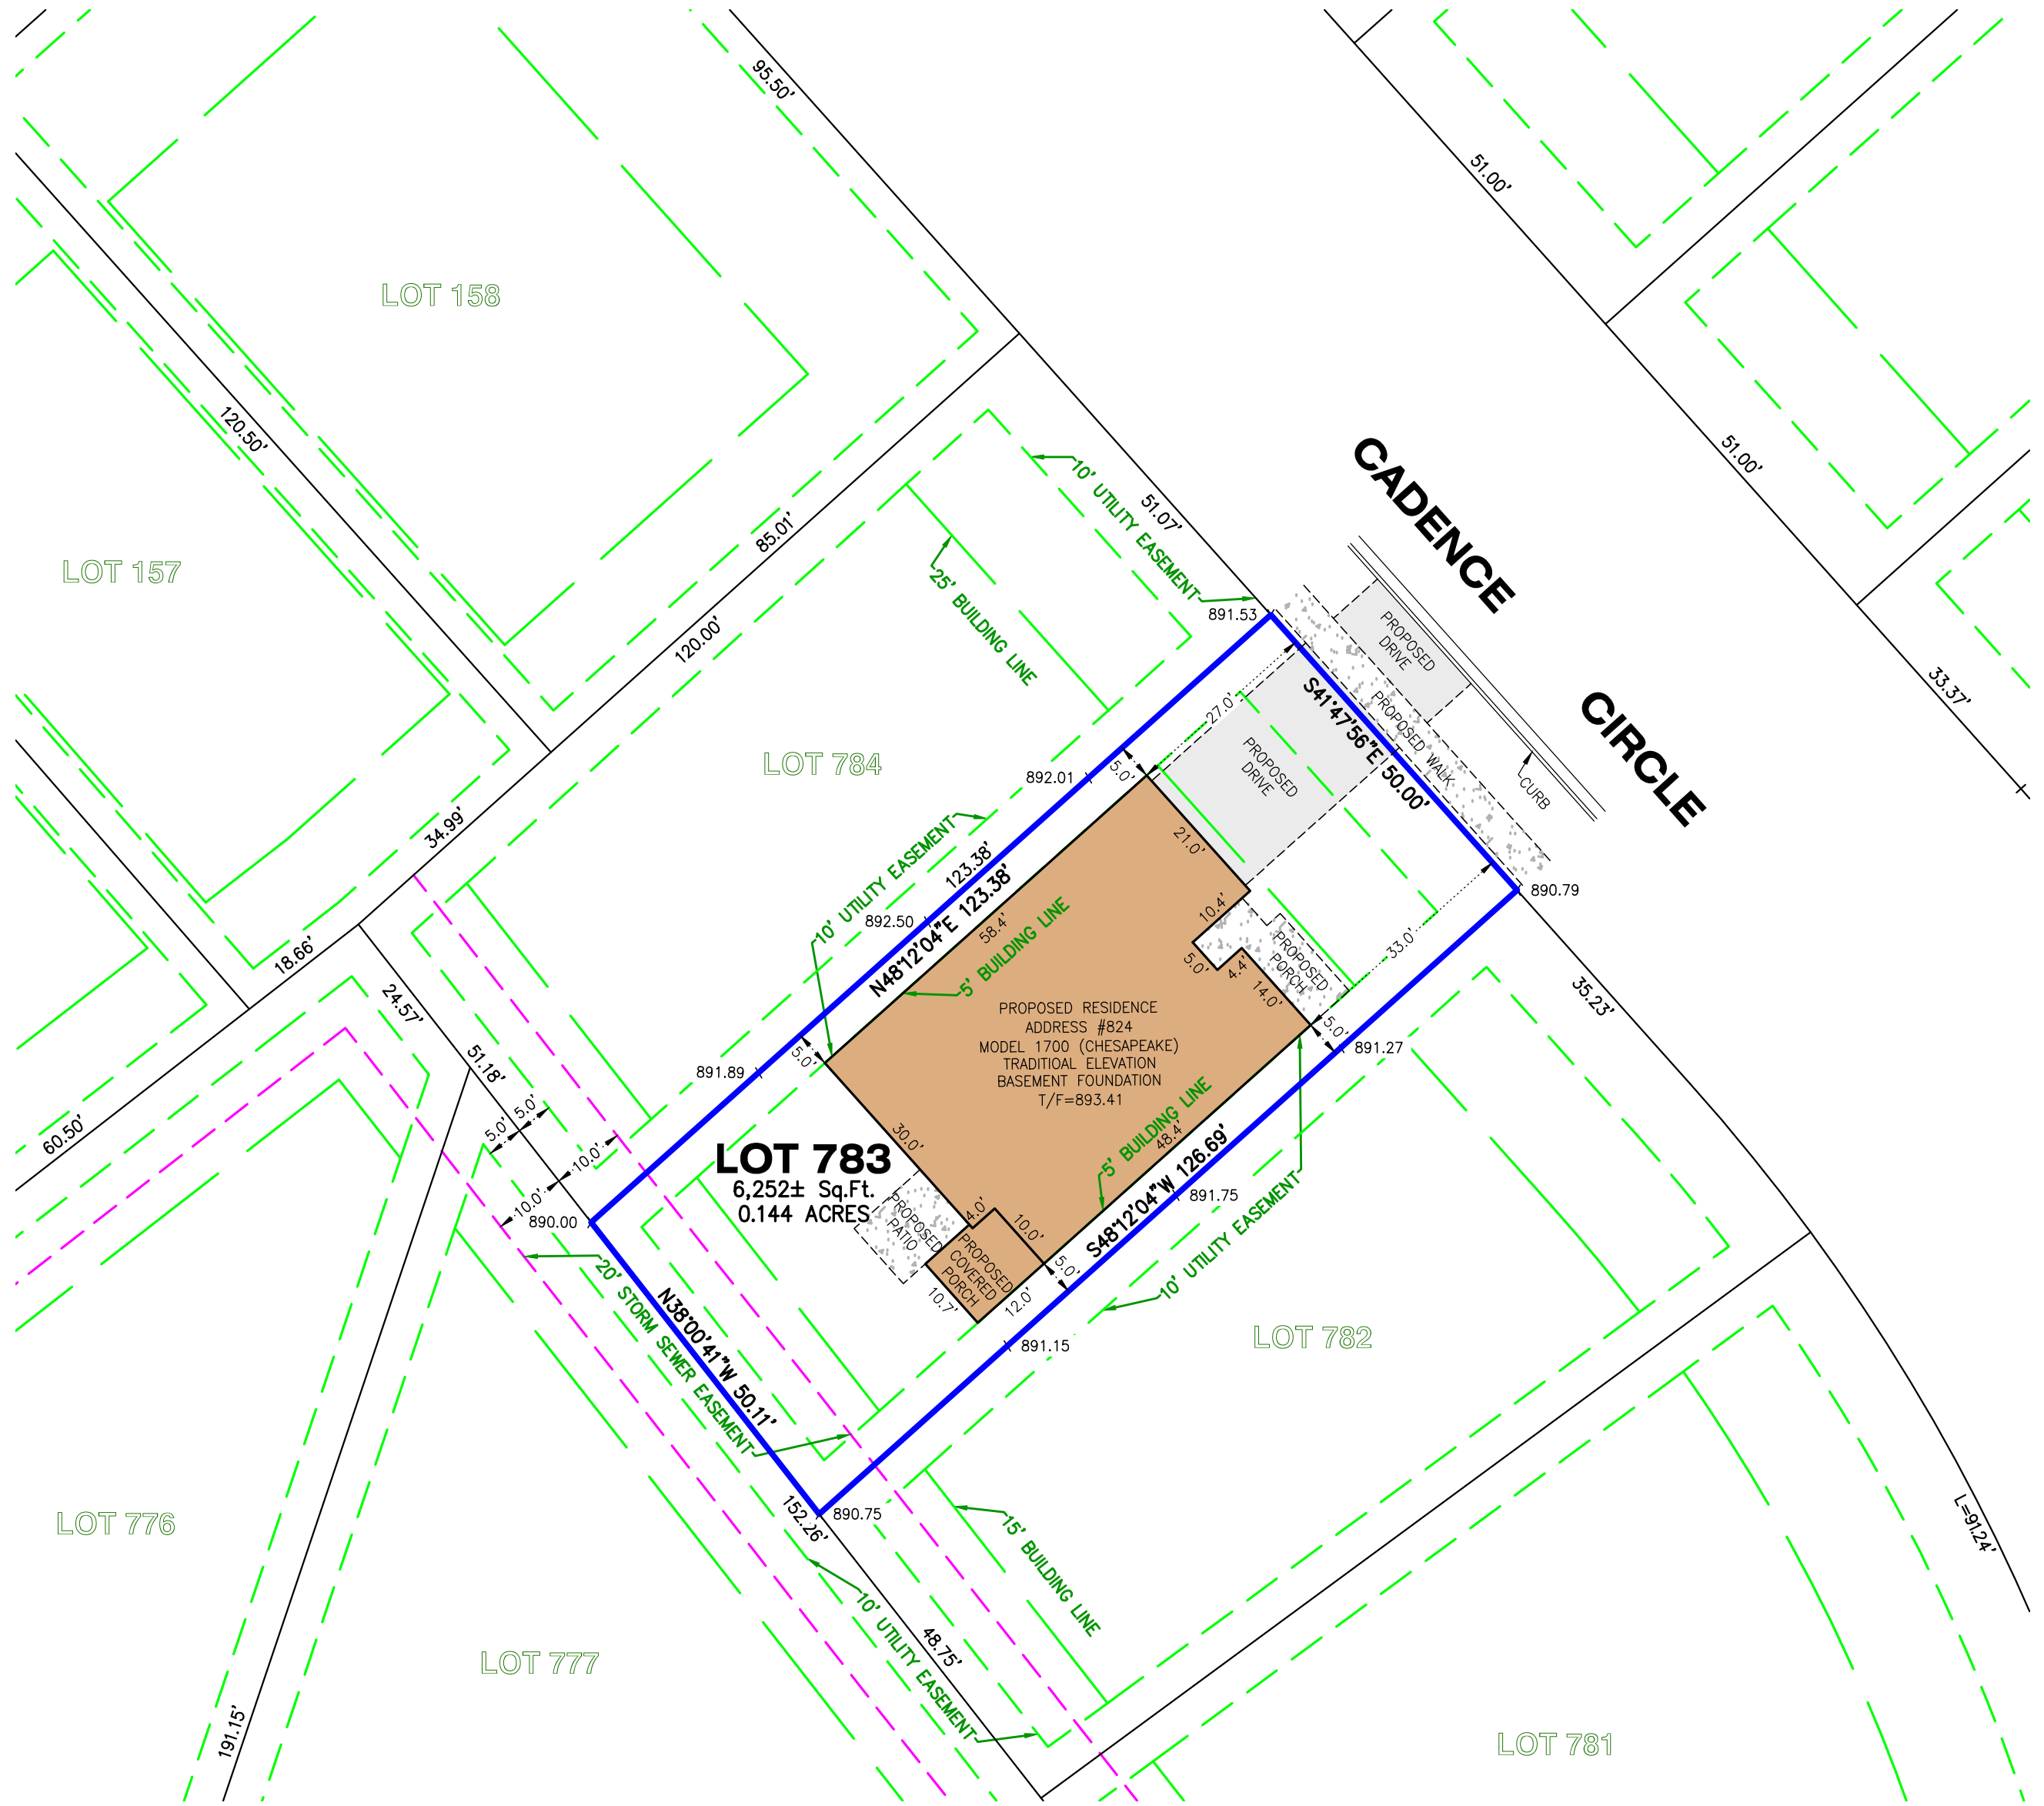 95.50'
51.00'
LOT 158
120.50'
51.00'
CADENCE
CIRCLE
10' UTILITY EASEMENT
51.07'
85.01'
LOT 157
25' BUILDING LINE
891.53
120.00'
PROPOSED
DRIVE
33.37'
S41°47'56"E 50.00'
PROPOSED WALK
27.0'
LOT 784
892.01
5.0'
PROPOSED
DRIVE
CURB
34.99'
10' UTILITY EASEMENT
21.0'
123.38'
N48°12'04"E 123.38'
890.79
892.50
58.4'
5' BUILDING LINE
10.4'
5.0'
4.4'
14.0'
PROPOSED
PORCH
33.0'
18.66'
24.57'
35.23'
PROPOSED RESIDENCE
ADDRESS #824
MODEL 1700 (CHESAPEAKE)
TRADITIOAL ELEVATION
BASEMENT FOUNDATION
T/F=893.41
5.0'
891.27
51.18'
891.89
5.0'
5.0'
5.0'
60.50'
5' BUILDING LINE
48.4'
30.0'
LOT 783
6,252± Sq.Ft.
0.144 ACRES
10.0'
10.0'
890.00
PROPOSED
PATIO
4.0'
10.0'
PROPOSED
COVERED
PORCH
10.7'
12.0'
5.0'
S48°12'04"W 126.69'
891.75
10' UTILITY EASEMENT
20' STORM SEWER EASEMENT
N38°00'41"W 50.11'
891.15
LOT 782
890.75
152.26'
LOT 776
15' BUILDING LINE
L=91.24'
10' UTILITY EASEMENT
48.75'
LOT 777
191.15'
LOT 781